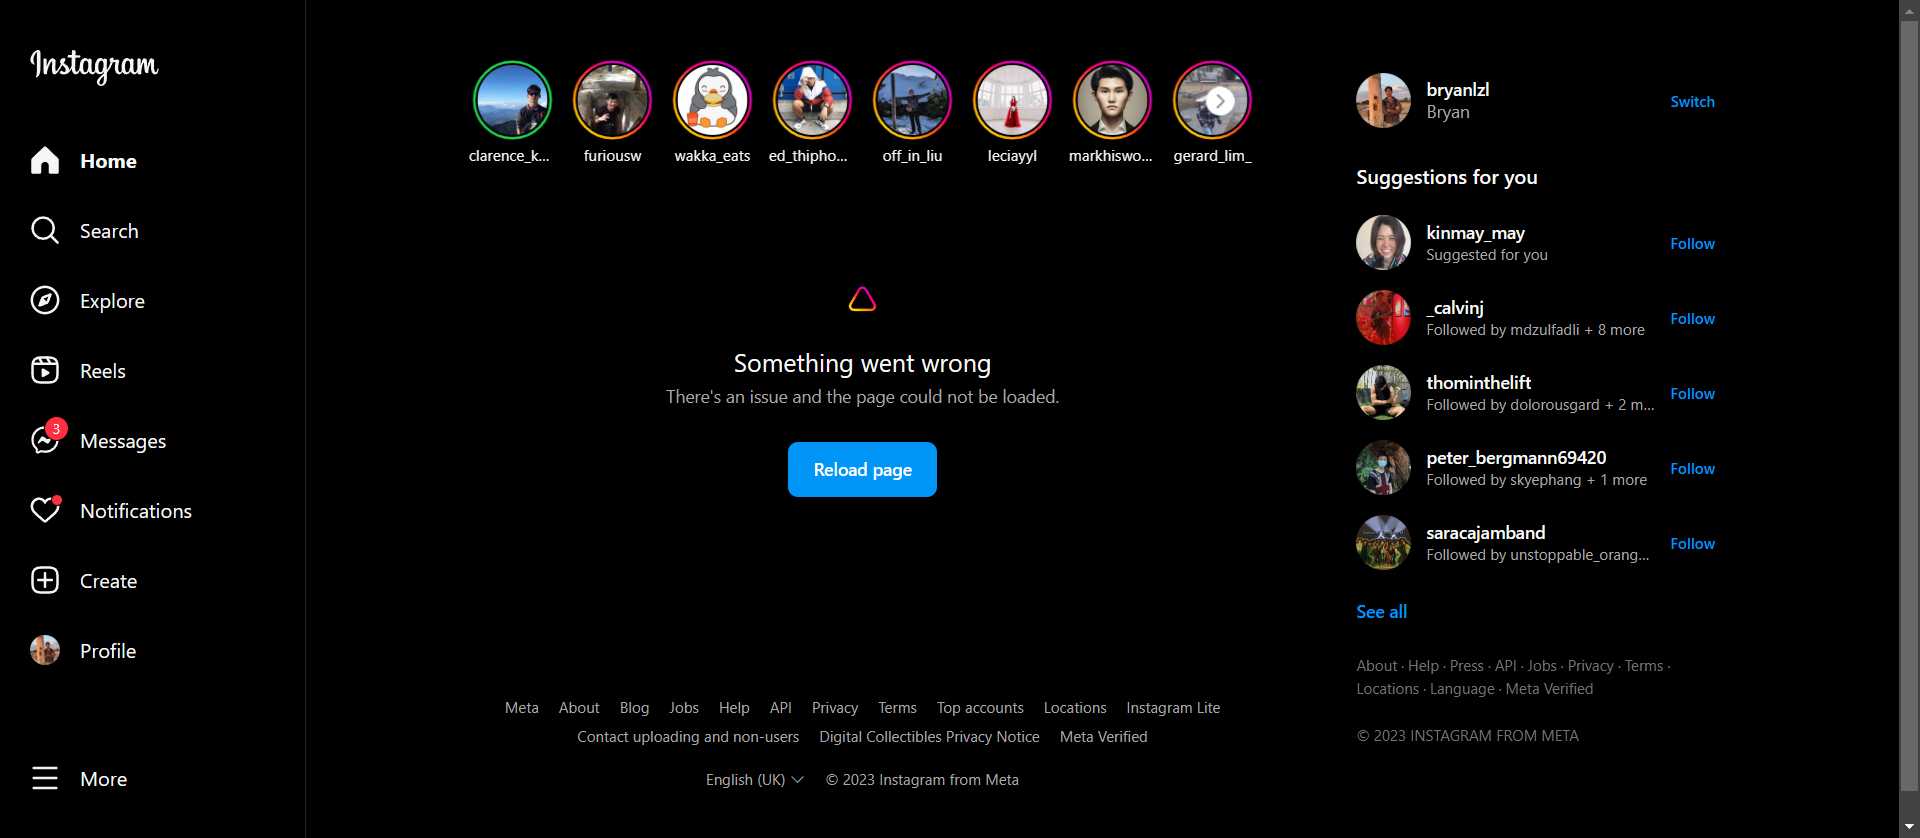 Instagram
Home
Search
Explore
Reels
3
Messages
Notifications
Create
Profile
More
clarence_k...
furiousw
wakka_eats
ed_thipho...
off_in_liu
leciayyl
markhiswo...
gerard_lim_
Something went wrong
There's an issue and the page could not be loaded.
Reload page
Meta About Blog Jobs Help API Privacy Terms Top accounts Locations Instagram Lite
Contact uploading and non-users Digital Collectibles Privacy Notice Meta Verified
English (UK) © 2023 Instagram from Meta
bryanlzl
Bryan
Switch
Suggestions for you
kinmay_may
Suggested for you
Follow
_calvinj
Followed by mdzulfadli + 8 more
Follow
thominthelift
Followed by dolorousgard + 2 m...
Follow
peter_bergmann69420
Followed by skyephang + 1 more
Follow
saracajamband
Followed by unstoppable_orang...
Follow
See all
About · Help · Press · API · Jobs · Privacy · Terms ·
Locations · Language · Meta Verified
© 2023 INSTAGRAM FROM META